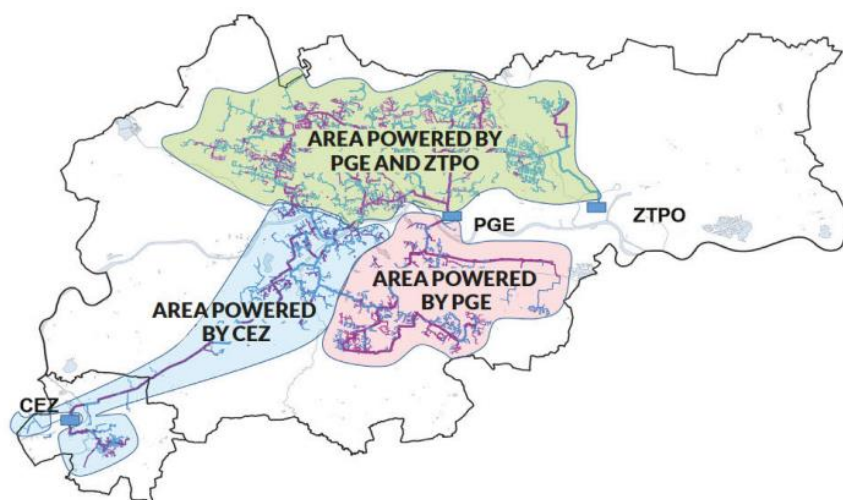 AREA POWERED BY
PGE AND ZTPO
ZTPO
PGE
AREA POWERED
BY PGE
AREA POWERED
BY CEZ
CEZ